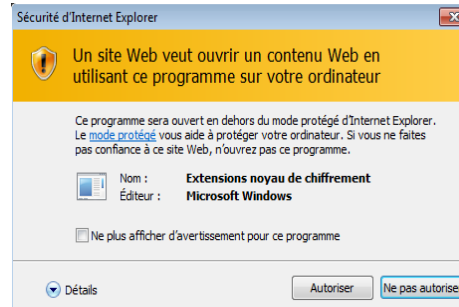 Sécurité d'Internet Explorer
Un site Web veut ouvrir un contenu Web en
utilisant ce programme sur votre ordinateur
Ce programme sera ouvert en dehors du mode protégé d'Internet Explorer.
Le mode protégé vous aide à protéger votre ordinateur. Si vous ne faites
pas confiance à ce site Web, n'ouvrez pas ce programme.
Nom : Extensions noyau de chiffrement
Éditeur : Microsoft Windows
Ne plus afficher d'avertissement pour ce programme
Détails Autoriser Ne pas autorise